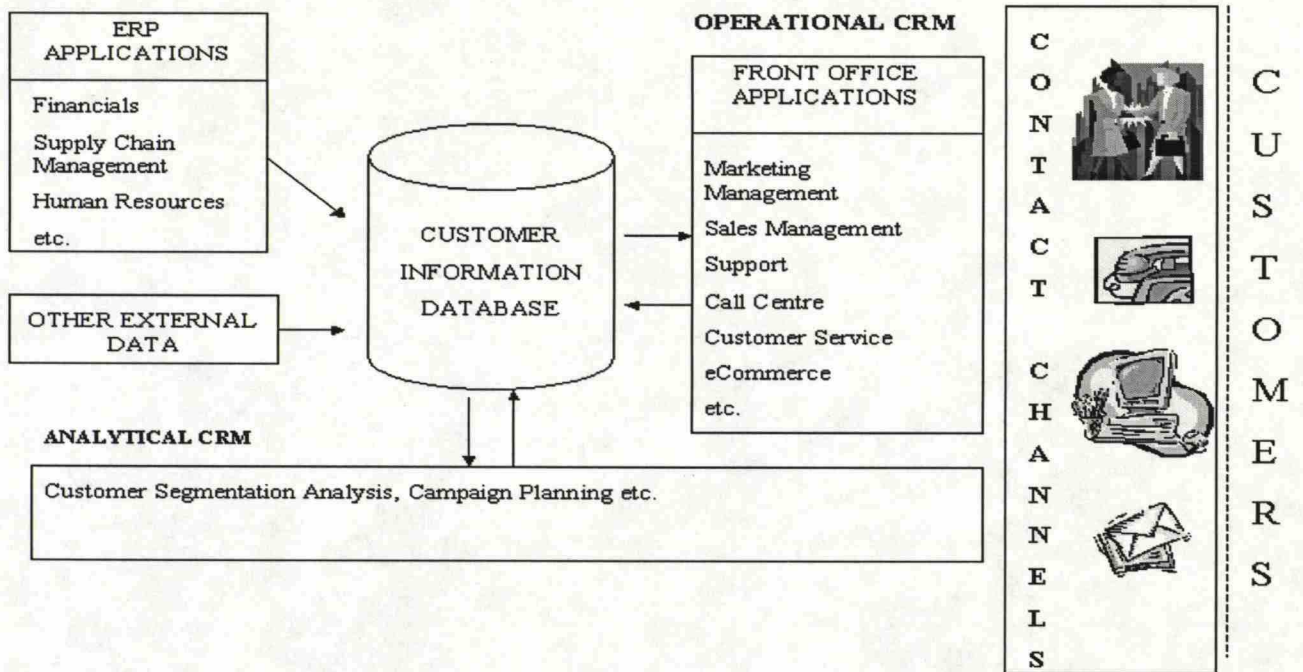 ERP
APPLICATIONS
Financials
Supply Chain
Management
Human Resources
etc.
OTHER EXTERNAL
DATA
CUSTOMER
INFORMATION
DATABASE
OPERATIONAL CRM
FRONT OFFICE
APPLICATIONS
Marketing
Management
Sales Management
Support
Call Centre
Customer Service
eCommerce
etc.
ANALYTICAL CRM
Customer Segmentation Analysis, Campaign Planning etc.
CONTACT CHANNELS
CUSTOMERS